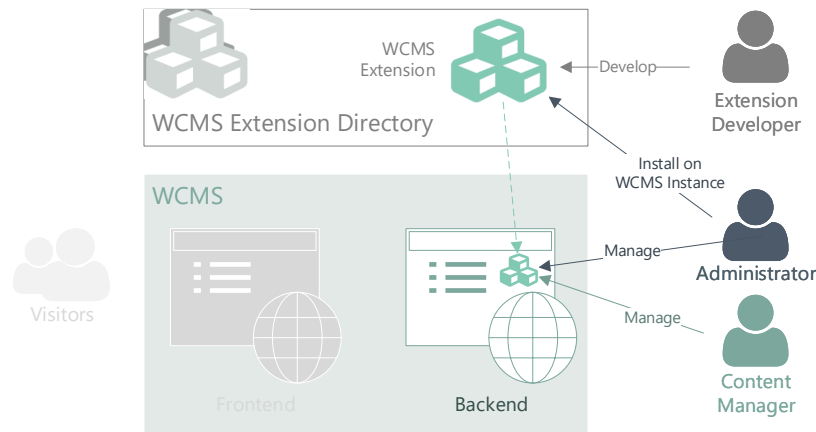 WCMS
Extension
Develop
WCMS Extension Directory
Extension
Developer
Install on
WCMS Instance
WCMS
Manage
Administrator
Visitors
Manage
Frontend
Backend
Content
Manager